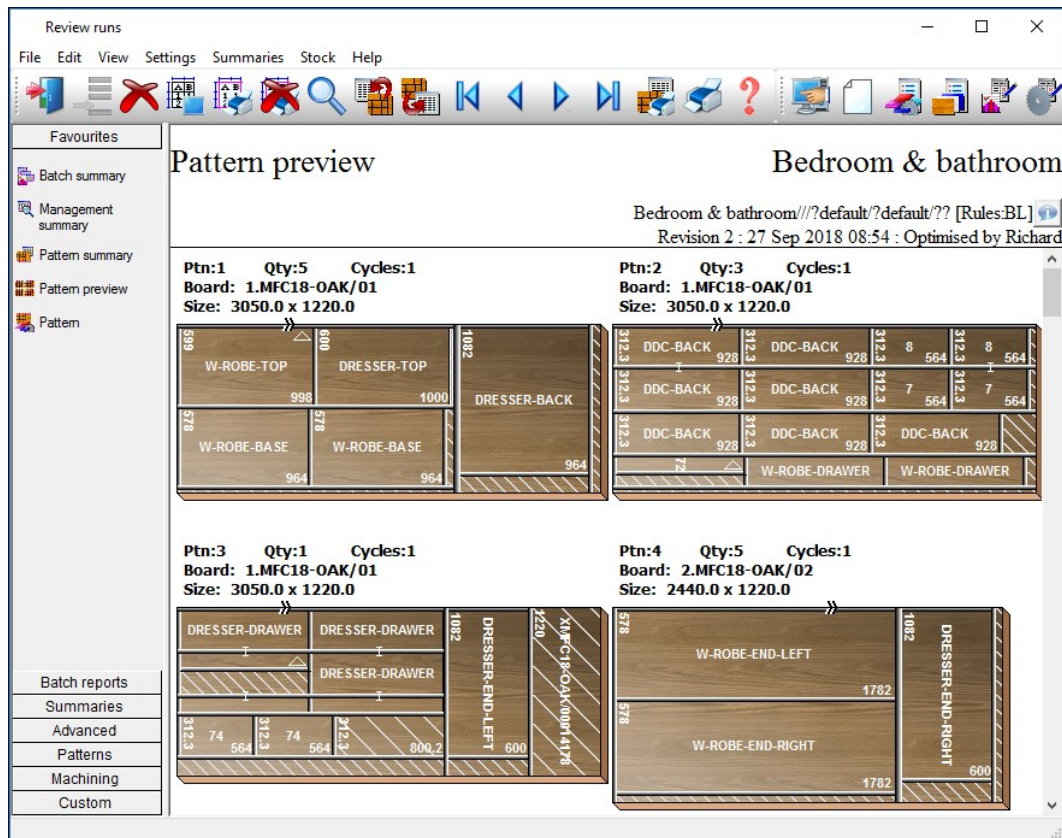 Review runs
File Edit View Settings Summaries Stock Help
Favourites
Batch summary
Management
summary
Pattern summary
Pattern preview
Pattern
Batch reports
Summaries
Advanced
Patterns
Machining
Custom
Pattern preview
Bedroom & bathroom
Bedroom & bathroom///?default/?default/?? [Rules:BL]
Revision 2 : 27 Sep 2018 08:54 : Optimised by Richard
Ptn:1 Qty:5 Cycles:1
Board: 1.MFC18-OAK/01
Size: 3050.0 x 1220.0
599 W-ROBE-TOP 998
600 DRESSER-TOP 1000
1082 DRESSER-BACK 964
578 W-ROBE-BASE 964
578 W-ROBE-BASE 964
Ptn:2 Qty:3 Cycles:1
Board: 1.MFC18-OAK/01
Size: 3050.0 x 1220.0
312.3 DDC-BACK 928 312.3 DDC-BACK 928 312.3 8 564 312.3 8 564
312.3 DDC-BACK 928 312.3 DDC-BACK 928 312.3 7 564 312.3 7 564
312.3 DDC-BACK 928 312.3 DDC-BACK 928 312.3 DDC-BACK 928
72 W-ROBE-DRAWER W-ROBE-DRAWER
Ptn:3 Qty:1 Cycles:1
Board: 1.MFC18-OAK/01
Size: 3050.0 x 1220.0
DRESSER-DRAWER DRESSER-DRAWER
DRESSER-DRAWER
312.3 74 564 312.3 74 564 312.3 800.2
1082 DRESSER-END-LEFT 600
1220 XMFC18-OAK/00014178
Ptn:4 Qty:5 Cycles:1
Board: 2.MFC18-OAK/02
Size: 2440.0 x 1220.0
578 W-ROBE-END-LEFT 1782
578 W-ROBE-END-RIGHT 1782
1082 DRESSER-END-RIGHT 600